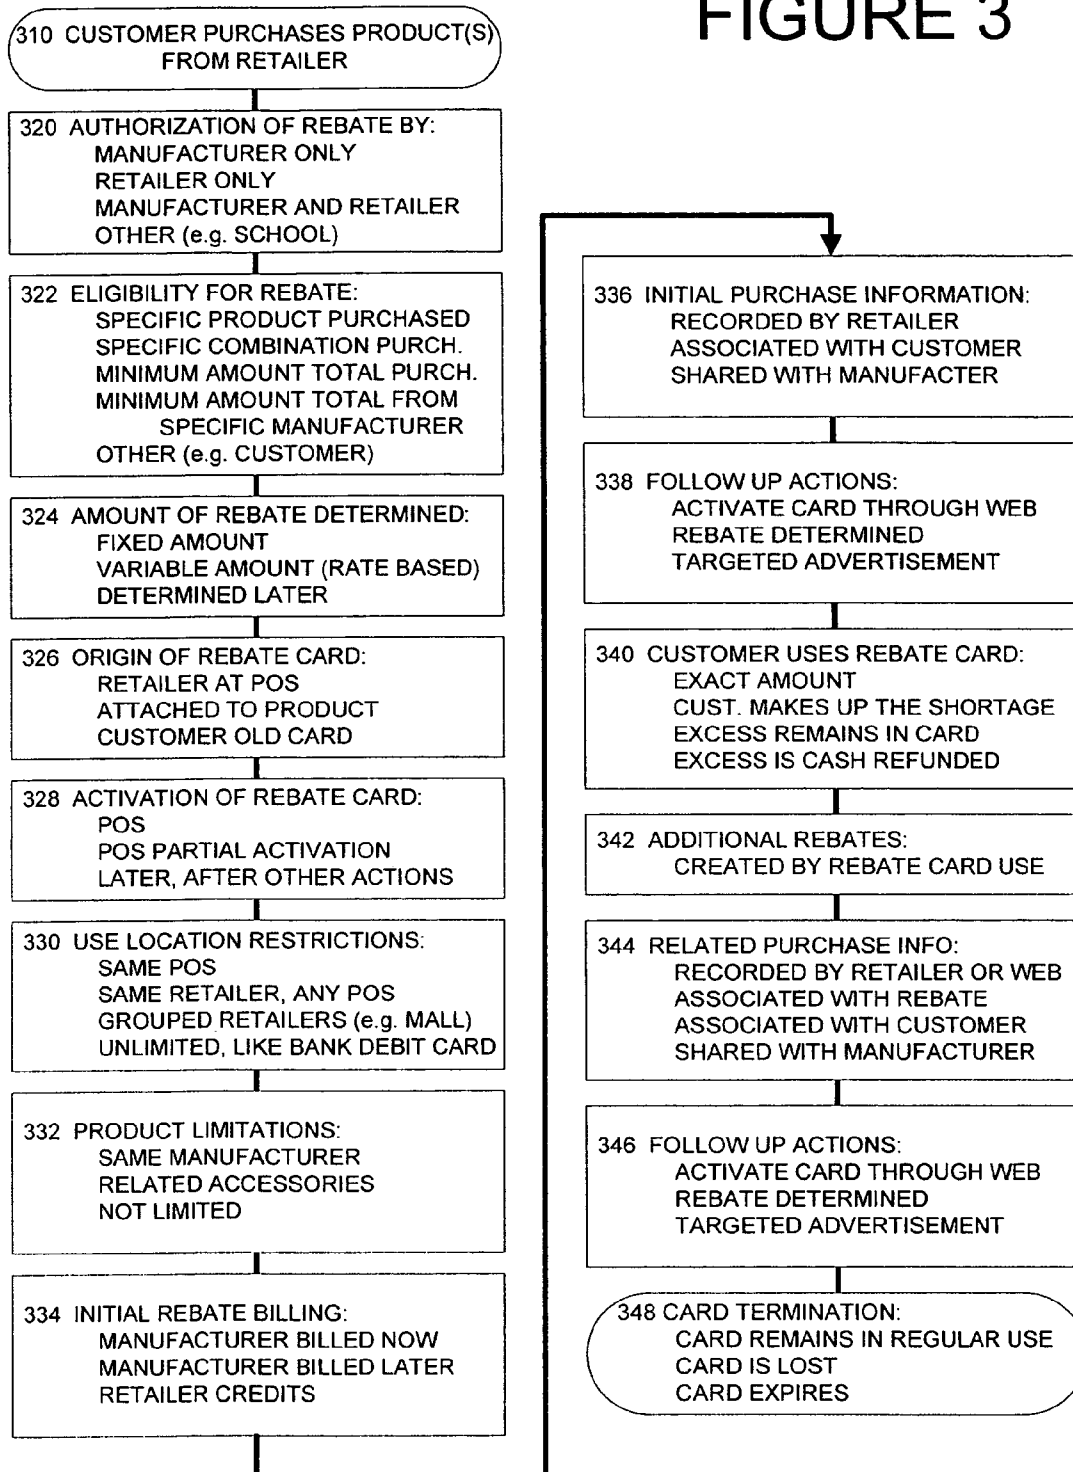 FIGURE 3
310 CUSTOMER PURCHASES PRODUCT(S)
FROM RETAILER
320 AUTHORIZATION OF REBATE BY:
MANUFACTURER ONLY
RETAILER ONLY
MANUFACTURER AND RETAILER
OTHER (e.g. SCHOOL)
322 ELIGIBILITY FOR REBATE:
SPECIFIC PRODUCT PURCHASED
SPECIFIC COMBINATION PURCH.
MINIMUM AMOUNT TOTAL PURCH.
MINIMUM AMOUNT TOTAL FROM
SPECIFIC MANUFACTURER
OTHER (e.g. CUSTOMER)
324 AMOUNT OF REBATE DETERMINED:
FIXED AMOUNT
VARIABLE AMOUNT (RATE BASED)
DETERMINED LATER
326 ORIGIN OF REBATE CARD:
RETAILER AT POS
ATTACHED TO PRODUCT
CUSTOMER OLD CARD
328 ACTIVATION OF REBATE CARD:
POS
POS PARTIAL ACTIVATION
LATER, AFTER OTHER ACTIONS
330 USE LOCATION RESTRICTIONS:
SAME POS
SAME RETAILER, ANY POS
GROUPED RETAILERS (e.g. MALL)
UNLIMITED, LIKE BANK DEBIT CARD
332 PRODUCT LIMITATIONS:
SAME MANUFACTURER
RELATED ACCESSORIES
NOT LIMITED
334 INITIAL REBATE BILLING:
MANUFACTURER BILLED NOW
MANUFACTURER BILLED LATER
RETAILER CREDITS
336 INITIAL PURCHASE INFORMATION:
RECORDED BY RETAILER
ASSOCIATED WITH CUSTOMER
SHARED WITH MANUFACTER
338 FOLLOW UP ACTIONS:
ACTIVATE CARD THROUGH WEB
REBATE DETERMINED
TARGETED ADVERTISEMENT
340 CUSTOMER USES REBATE CARD:
EXACT AMOUNT
CUST. MAKES UP THE SHORTAGE
EXCESS REMAINS IN CARD
EXCESS IS CASH REFUNDED
342 ADDITIONAL REBATES:
CREATED BY REBATE CARD USE
344 RELATED PURCHASE INFO:
RECORDED BY RETAILER OR WEB
ASSOCIATED WITH REBATE
ASSOCIATED WITH CUSTOMER
SHARED WITH MANUFACTURER
346 FOLLOW UP ACTIONS:
ACTIVATE CARD THROUGH WEB
REBATE DETERMINED
TARGETED ADVERTISEMENT
348 CARD TERMINATION:
CARD REMAINS IN REGULAR USE
CARD IS LOST
CARD EXPIRES